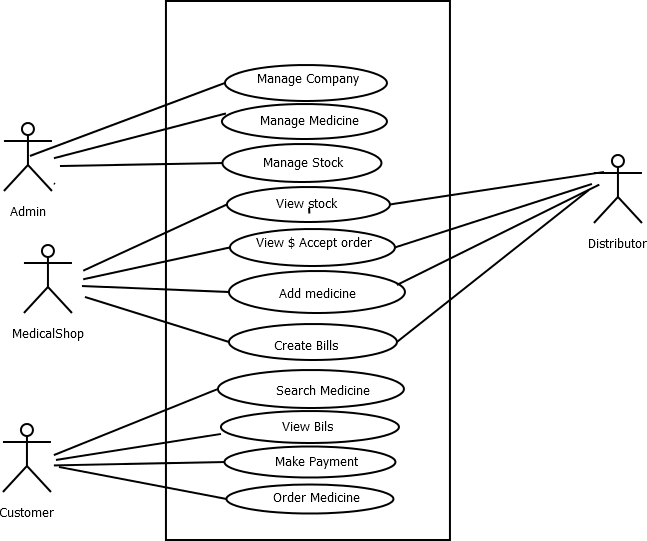 Manage Company
Manage Medicine
Manage Stock
Admin
View stock
View $ Accept order
Distributor
Add medicine
MedicalShop
Create Bills
Search Medicine
View Bils
Make Payment
Order Medicine
Customer